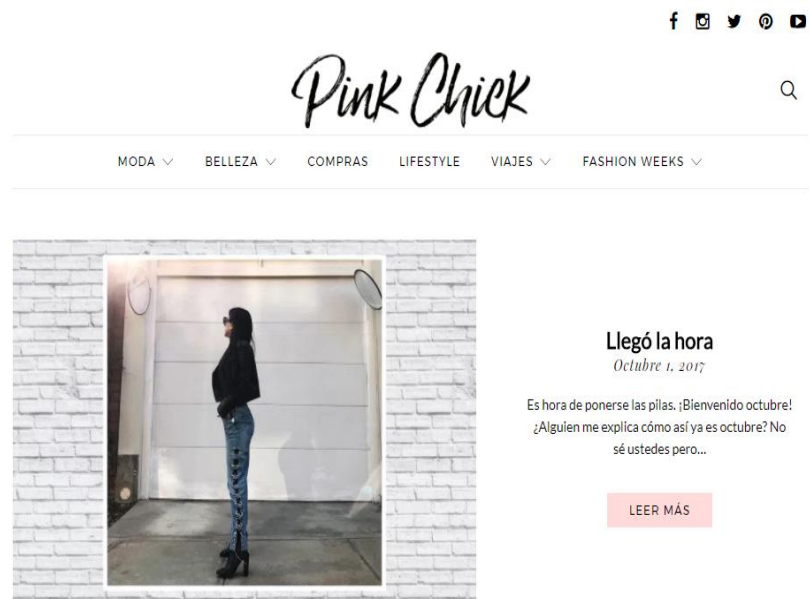 Pink Chick
MODA BELLEZA COMPRAS LIFESTYLE VIAJES FASHION WEEKS
Llegó la hora
Octubre 1, 2017
Es hora de ponerse las pilas. ¡Bienvenido octubre!
¿Alguien me explica cómo así ya es octubre? No
sé ustedes pero...
LEER MÁS